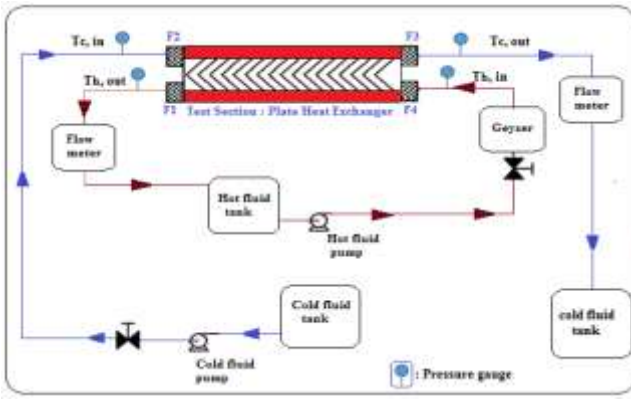 Tc, in
F2
F3
Tc, out
Th, out
Th, in
F1
Test Section : Plate Heat Exchanger
F4
Flow
meter
Geyser
Flow
meter
Hot fluid
tank
Hot fluid
pump
Cold fluid
tank
cold fluid
tank
Cold fluid
pump
: Pressure gauge